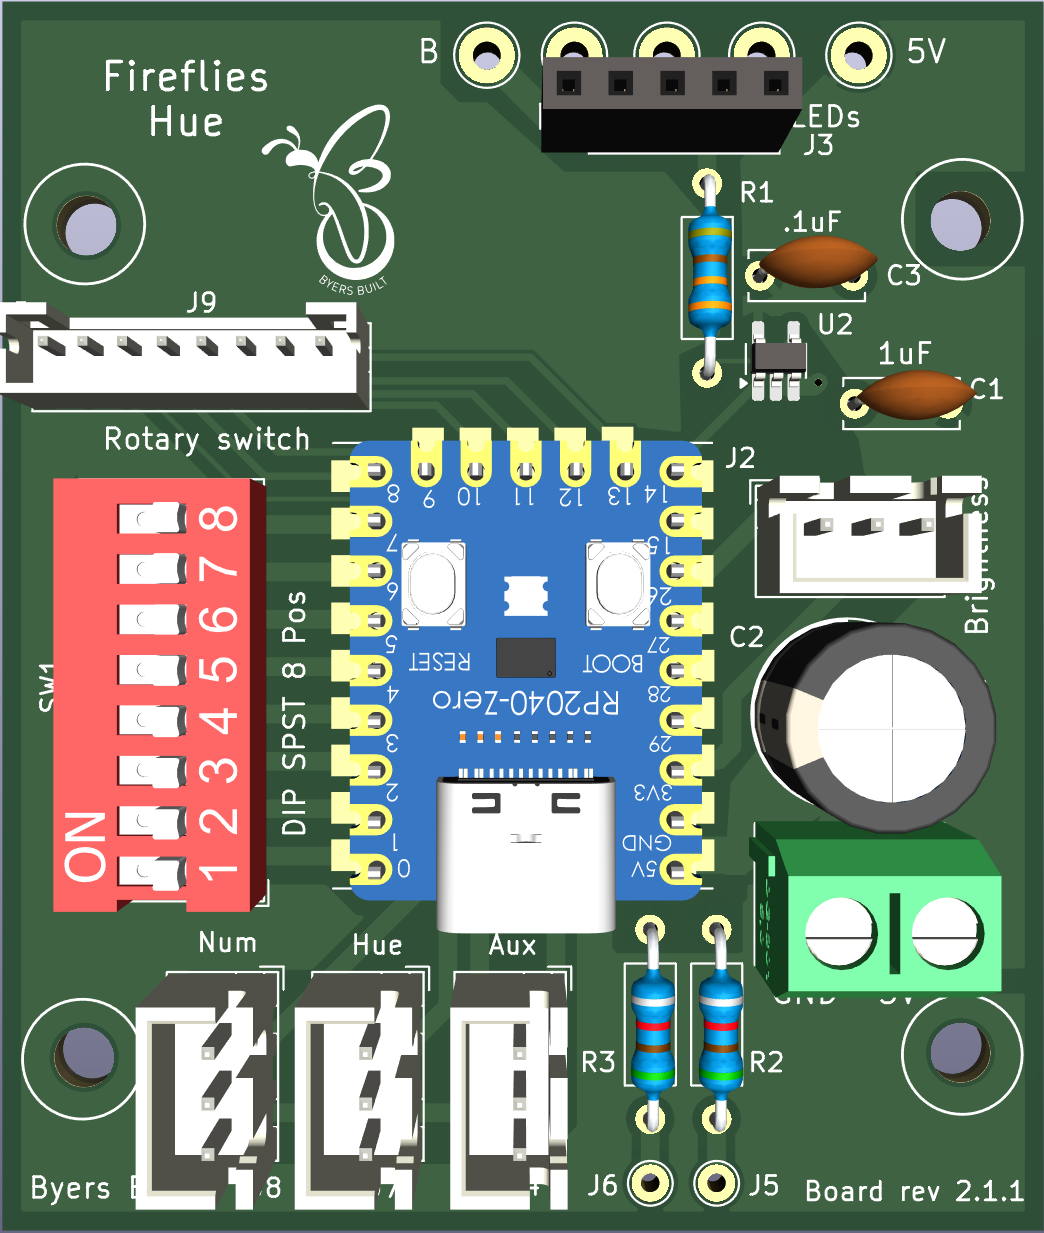 B
5V
Fireflies
Hue
LEDs
J3
BYERS BUILT
R1
.1uF
C3
J9
U2
1uF
C1
Rotary switch
J2
8
9
10
11
12
13
14
7
15
6
26
5
27
4
28
3
29
2
3V3
1
GND
0
5V
RESET
BOOT
RP2040-Zero
Brightness
C2
SW1
DIP SPST 8 Pos
ON
8
7
6
5
4
3
2
1
Num
Hue
Aux
GND
5V
R3
R2
Byers
J6
J5
Board rev 2.1.1